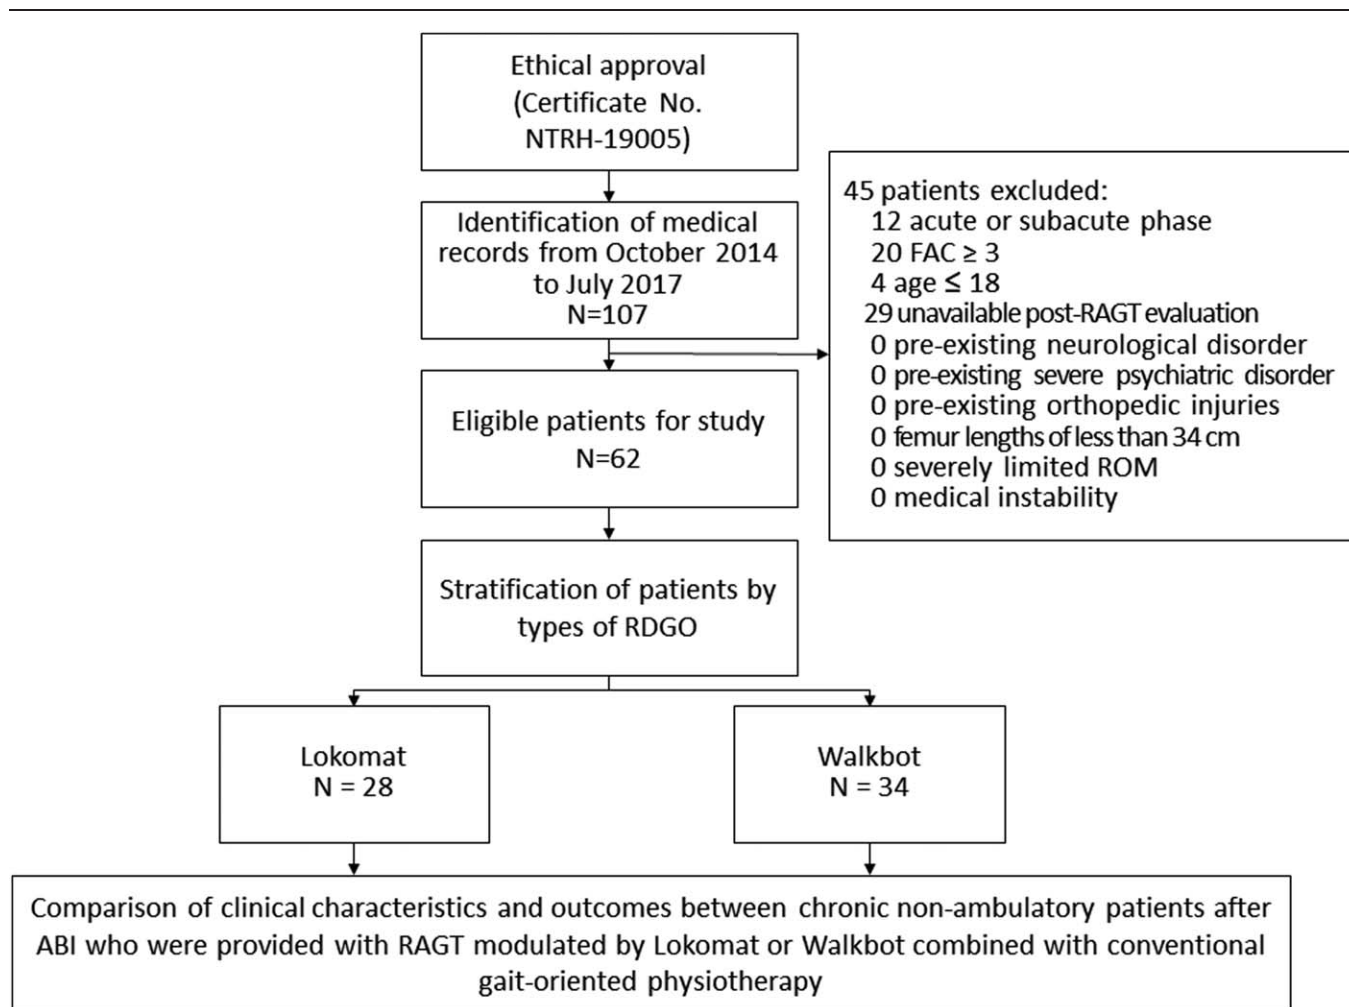 Ethical approval
(Certificate No.
NTRH-19005)
Identification of medical
records from October 2014
to July 2017
N=107
45 patients excluded:
12 acute or subacute phase
20 FAC ≥ 3
4 age ≤ 18
29 unavailable post-RAGT evaluation
0 pre-existing neurological disorder
0 pre-existing severe psychiatric disorder
0 pre-existing orthopedic injuries
0 femur lengths of less than 34 cm
0 severely limited ROM
0 medical instability
Eligible patients for study
N=62
Stratification of patients by
types of RDGO
Lokomat
N = 28
Walkbot
N = 34
Comparison of clinical characteristics and outcomes between chronic non-ambulatory patients after
ABI who were provided with RAGT modulated by Lokomat or Walkbot combined with conventional
gait-oriented physiotherapy